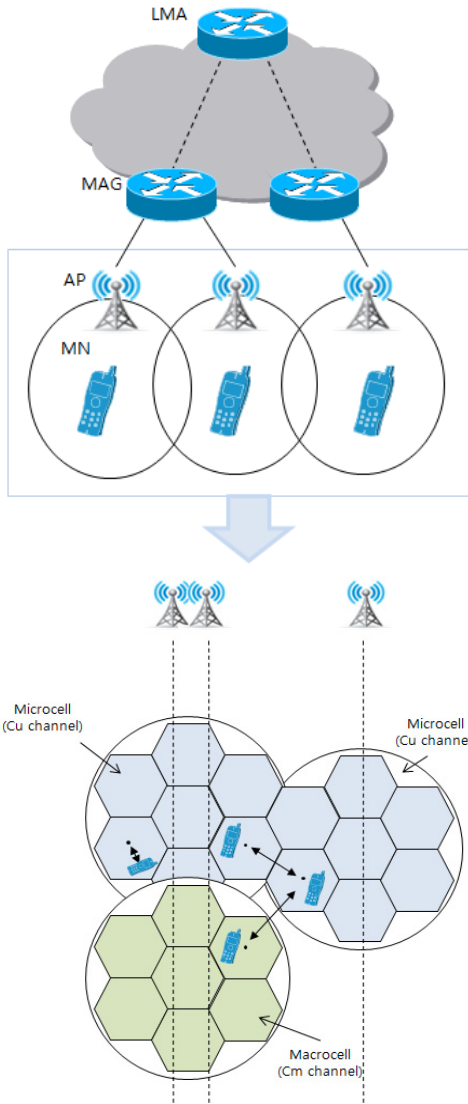 LMA
MAG
AP
MN
Microcell
(Cu channel)
Microcell
(Cu channe
Macrocell
(Cm channel)